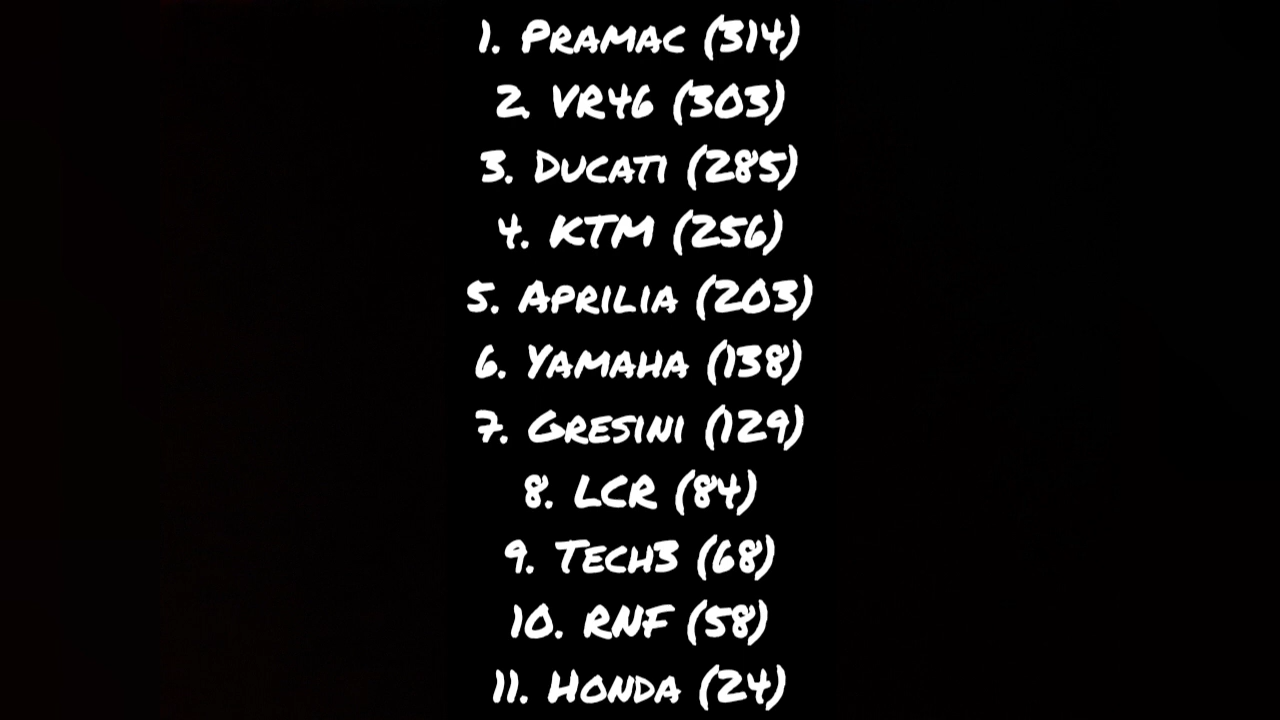 1. Pramac (314)
2. VR46 (303)
3. Ducati (285)
4. KTM (256)
5. Aprilia (203)
6. Yamaha (138)
7. Gresini (129)
8. LCR (84)
9. Tech3 (68)
10. RNF (58)
11. Honda (24)